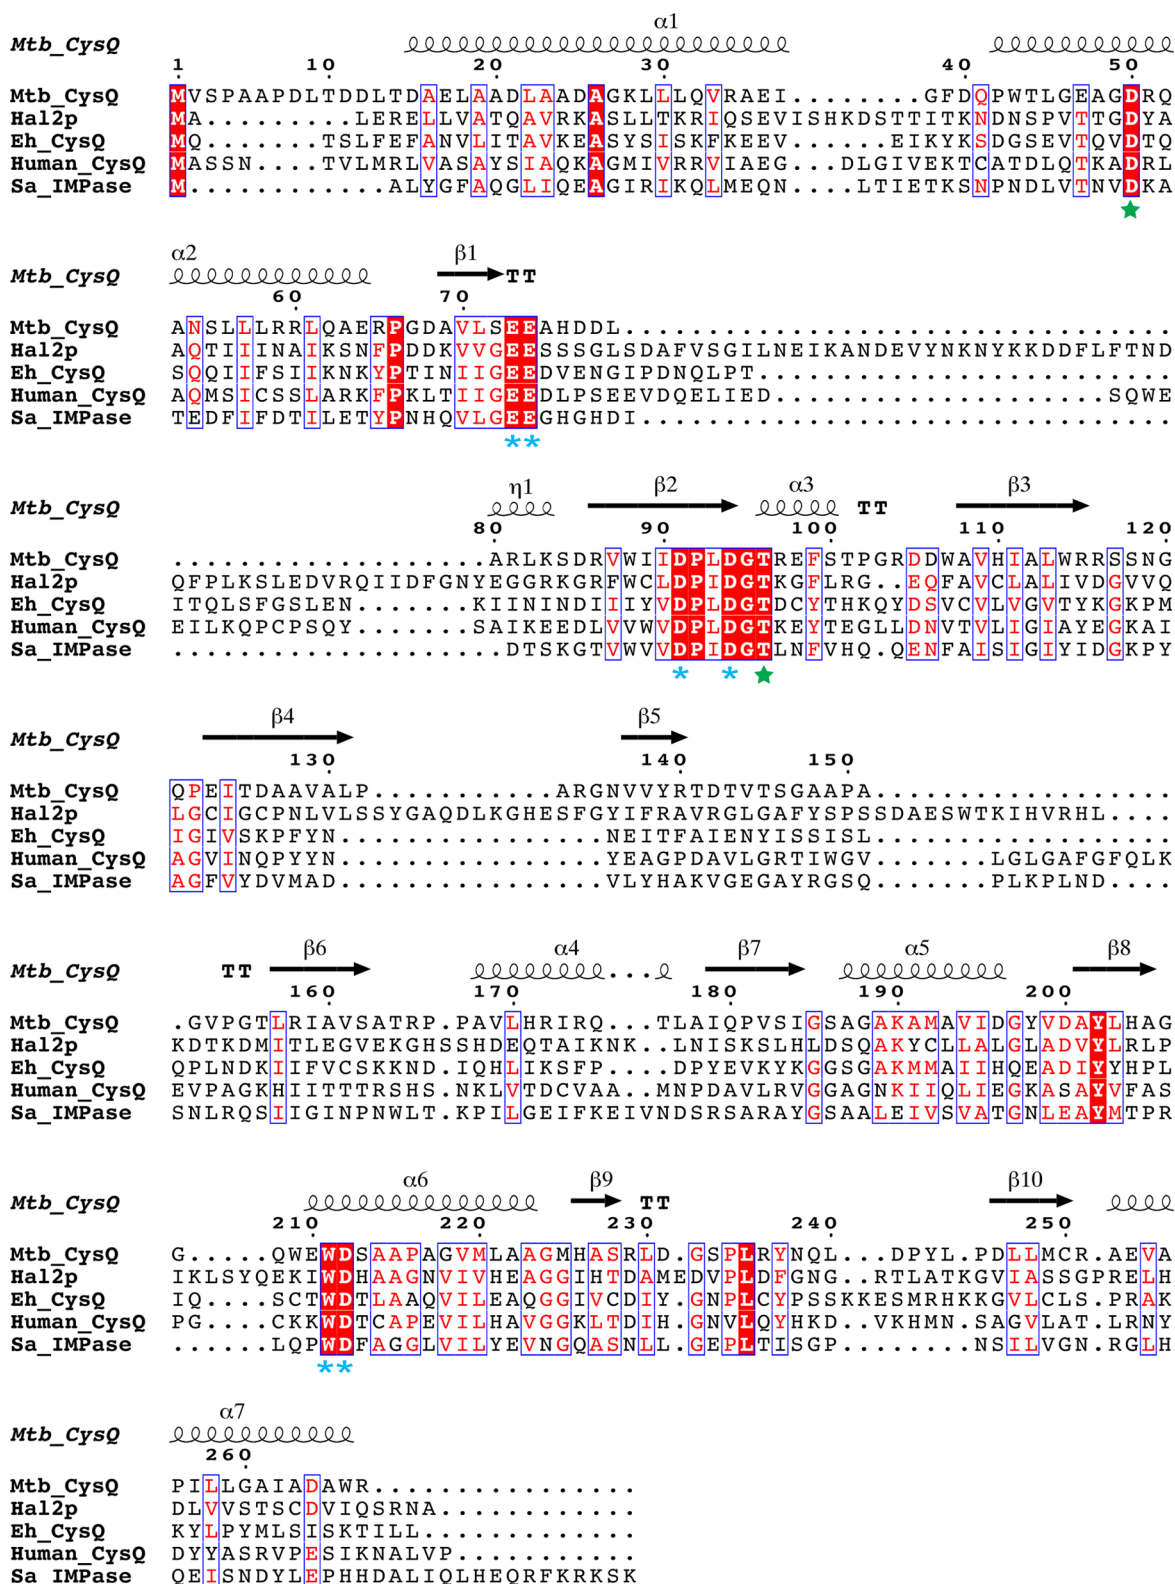 α1
Mtb_CysQ
1 10 20 30 40 50
Mtb_CysQ MVSPAAPDLTDDLTDAELAADLAADAGKLLLQVRAEI........GFDQPWTLGEAGDRQ
Hal2p MA.........LERELLVATQAVRKASLLTKRIQSEVISHKDSTTITKNDNSPVTTGDYA
Eh_CysQ MQ.......TSLFEFANVLITAVKEASYSISKFKEEV......EIKYKSDGSEVTQVDTQ
Human_CysQ MASSN....TVLMRLVASAYSIAQKAGMIVRRVIAEG...DLGIVEKTCATDLQTKADRL
Sa_IMPase M...........ALYGFAQGLIQEAGIRIKQLMEQN....LTIETKSNPNDLVTNVDKA
α2 β1
Mtb_CysQ TT
60 70
Mtb_CysQ ANSLLLRRLQAERPGDAVLSEEAHDDL.................................
Hal2p AQTIIINAIKSNFPDDKVVGEESSSGLSDAFVSGILNEIKANDEVYNKNYKKDDFLFTND
Eh_CysQ SQQIIFSIIKNKYPTINIIGEEDVENGIPDNQLPT.........................
Human_CysQ AQMSICSSLARKFPKLTIIGEEDLPSEEVDQELIED....................SQWE
Sa_IMPase TEDFIFDTILETYPNHQVLGEEGHGHDI................................
**
η1 β2 α3 β3
Mtb_CysQ TT
80 90 100 110 120
Mtb_CysQ ...................ARLKSDRVWIIDPLDGTREFSTPGRDDWAVHIALWRRSSNG
Hal2p QFPLKSLEDVRQIIDFGNYEGGRKGRFWCLDPIDGTKGFLRG..EQFAVCLALIVDGVVQ
Eh_CysQ ITQLSFGSLEN.......KIINININDIIIYVDPLDGTDCYTHKQYDSVCVLVGVTYKGKPM
Human_CysQ EILKQPCPSQY.......SAIKEEDLVVWVDPLDGTKEYTEGLLDNVTVLIGIAYEGKAI
Sa_IMPase ....................DTSKGTVWVVDPIDGTLNFVHQ.QENFAISIGIYIDGKPY
* *
β4 β5
Mtb_CysQ
130 140 150
Mtb_CysQ QPEITDAAVALP...........ARGNVVYRTDTVTSGAAPA..................
Hal2p LGCIGCPNLVLSSYGAQDLKGHESFGYIFRAVRGLGAFYSPSSDAESWTKIHVRHL....
Eh_CysQ IGIVSKPFYN................NEITFAIENYISSISL..................
Human_CysQ AGVINQPYYN................YEAGPDAVLGRTIWGV.......LGLGAFGFQLK
Sa_IMPase AGFVYDVMAD................VLYHAKVGEGAYRGSQ.......PLKPLND....
β6 α4 β7 α5 β8
Mtb_CysQ TT ...
160 170 180 190 200
Mtb_CysQ .GVPGTLRIAVSATRP.PAVLHRIRQ...TLAIQPVSIGSAGAKAMAVIDGYVDAYLHAG
Hal2p KDTKDMITLEGVEKGHSSHDEQTAIKNK..LNISKSLHLDSQAKYCLLALGLADVYLRLP
Eh_CysQ QPLNDKIIFVCSKKND.IQHLIKSFP....DPYEVKYKGGSGAKMMAIIHQEADIYYHPL
Human_CysQ EVPAGKHIITTTRSHS.NKLVTDCVAA..MNPDAVLRVGGAGNKIIQLIEGKASAYVFAS
Sa_IMPase SNLRQSIIGINPNWLT.KPILGEIFKEIVNDSRSARAYGSAALEIVSVATGNLEAYMTPR
α6 β9 β10
Mtb_CysQ TT
210 220 230 240 250
Mtb_CysQ G.....QWEWDSAAPAGVMLAAGMHASRLD.GSPLRYNQL...DPYL.PDLLMCR.AEVA
Hal2p IKLSYQEKIWDHAAGNVIVHEAGGIHTDAMEDVPLDFGNG..RTLATKGVIASSGPRELH
Eh_CysQ IQ....SCTWDTLAAQVILEAQGGIVCDIY.GNPLCYPSSKKESMRHKKGVLCLS.PRAK
Human_CysQ PG....CKKWDTCAPEVILHAVGGKLTDIH.GNVLQYHKD..VKHMN.SAGVLAT.LRNY
Sa_IMPase ......LQPWDFAGGLVILYEVNGQASNLL.GEPLTISGP........NSILVGN.RGLH
**
α7
Mtb_CysQ
260
Mtb_CysQ PILLGAIADAWR................
Hal2p DLVVSTSCDVIQSRNA............
Eh_CysQ KYLPYMLSISKTILL.............
Human_CysQ DYYASRVPESIKNALVP...........
Sa_IMPase QEISNDYLEPHHDALIQLHEQRFKRKSK